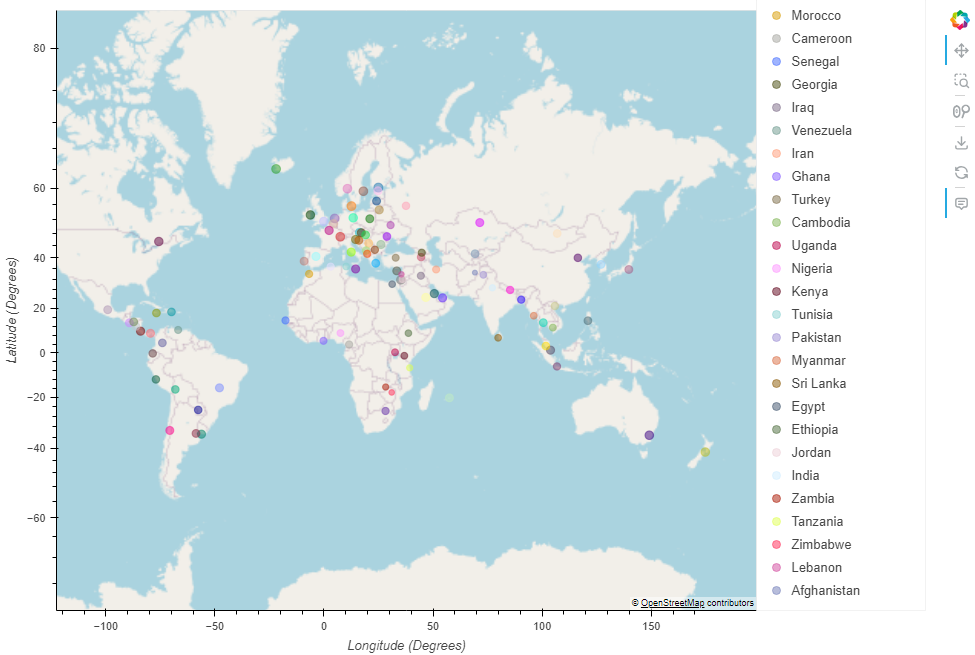 80
60
40
20
0
−20
−40
−60
Latitude (Degrees)
−100
−50
0
50
100
150
Longitude (Degrees)
© OpenStreetMap contributors
Morocco
Cameroon
Senegal
Georgia
Iraq
Venezuela
Iran
Ghana
Turkey
Cambodia
Uganda
Nigeria
Kenya
Tunisia
Pakistan
Myanmar
Sri Lanka
Egypt
Ethiopia
Jordan
India
Zambia
Tanzania
Zimbabwe
Lebanon
Afghanistan